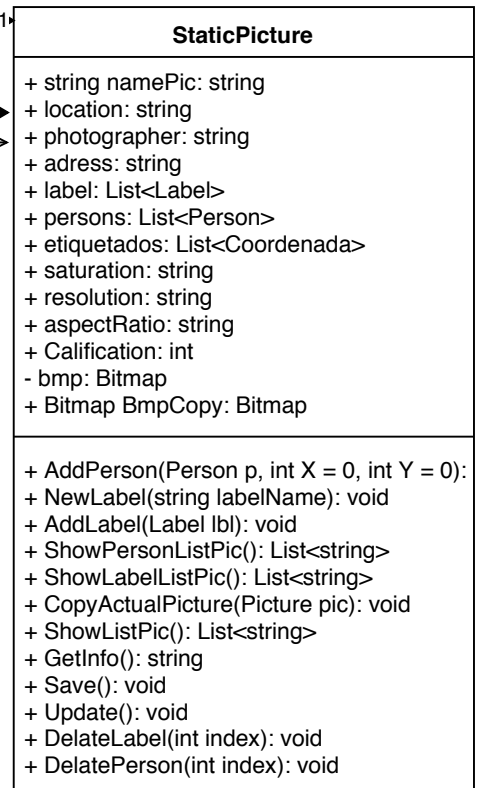 1
StaticPicture
+ string namePic: string
+ location: string
+ photographer: string
+ adress: string
+ label: List<Label>
+ persons: List<Person>
+ etiquetados: List<Coordenada>
+ saturation: string
+ resolution: string
+ aspectRatio: string
+ Calification: int
- bmp: Bitmap
+ Bitmap BmpCopy: Bitmap
+ AddPerson(Person p, int X = 0, int Y = 0):
+ NewLabel(string labelName): void
+ AddLabel(Label lbl): void
+ ShowPersonListPic(): List<string>
+ ShowLabelListPic(): List<string>
+ CopyActualPicture(Picture pic): void
+ ShowListPic(): List<string>
+ GetInfo(): string
+ Save(): void
+ Update(): void
+ DelateLabel(int index): void
+ DelatePerson(int index): void